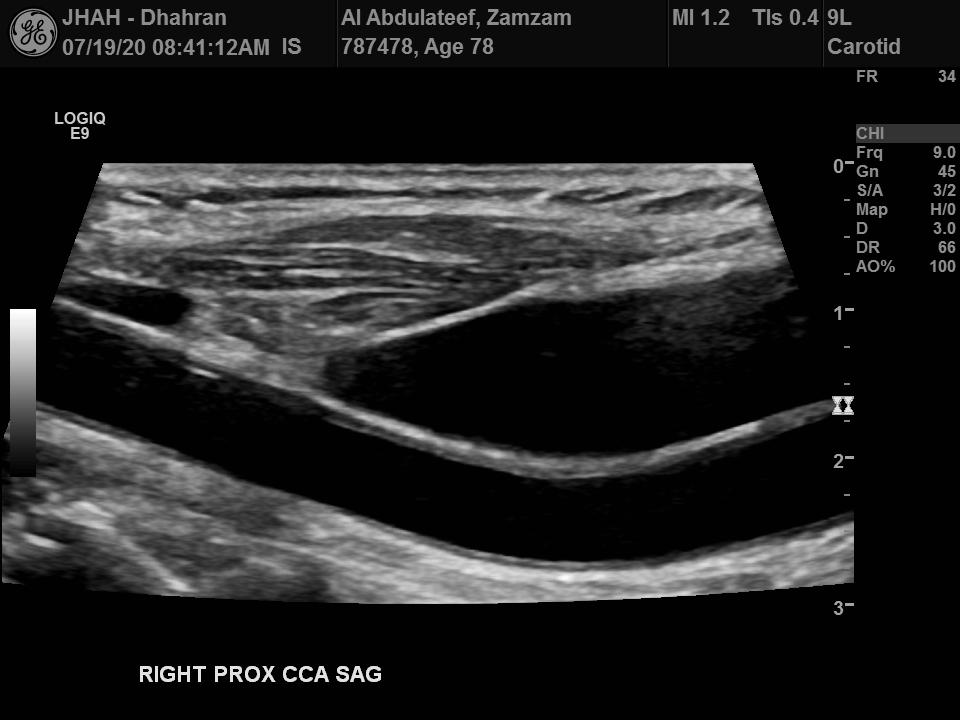 JHAH - Dhahran
07/19/20 08:41:12AM IS
Al Abdulateef, Zamzam
787478, Age 78
MI 1.2 TIs 0.4
9L
Carotid
FR 34
LOGIQ
E9
CHI
Frq 9.0
Gn 45
S/A 3/2
Map H/0
D 3.0
DR 66
AO% 100
0
1
2
3
RIGHT PROX CCA SAG